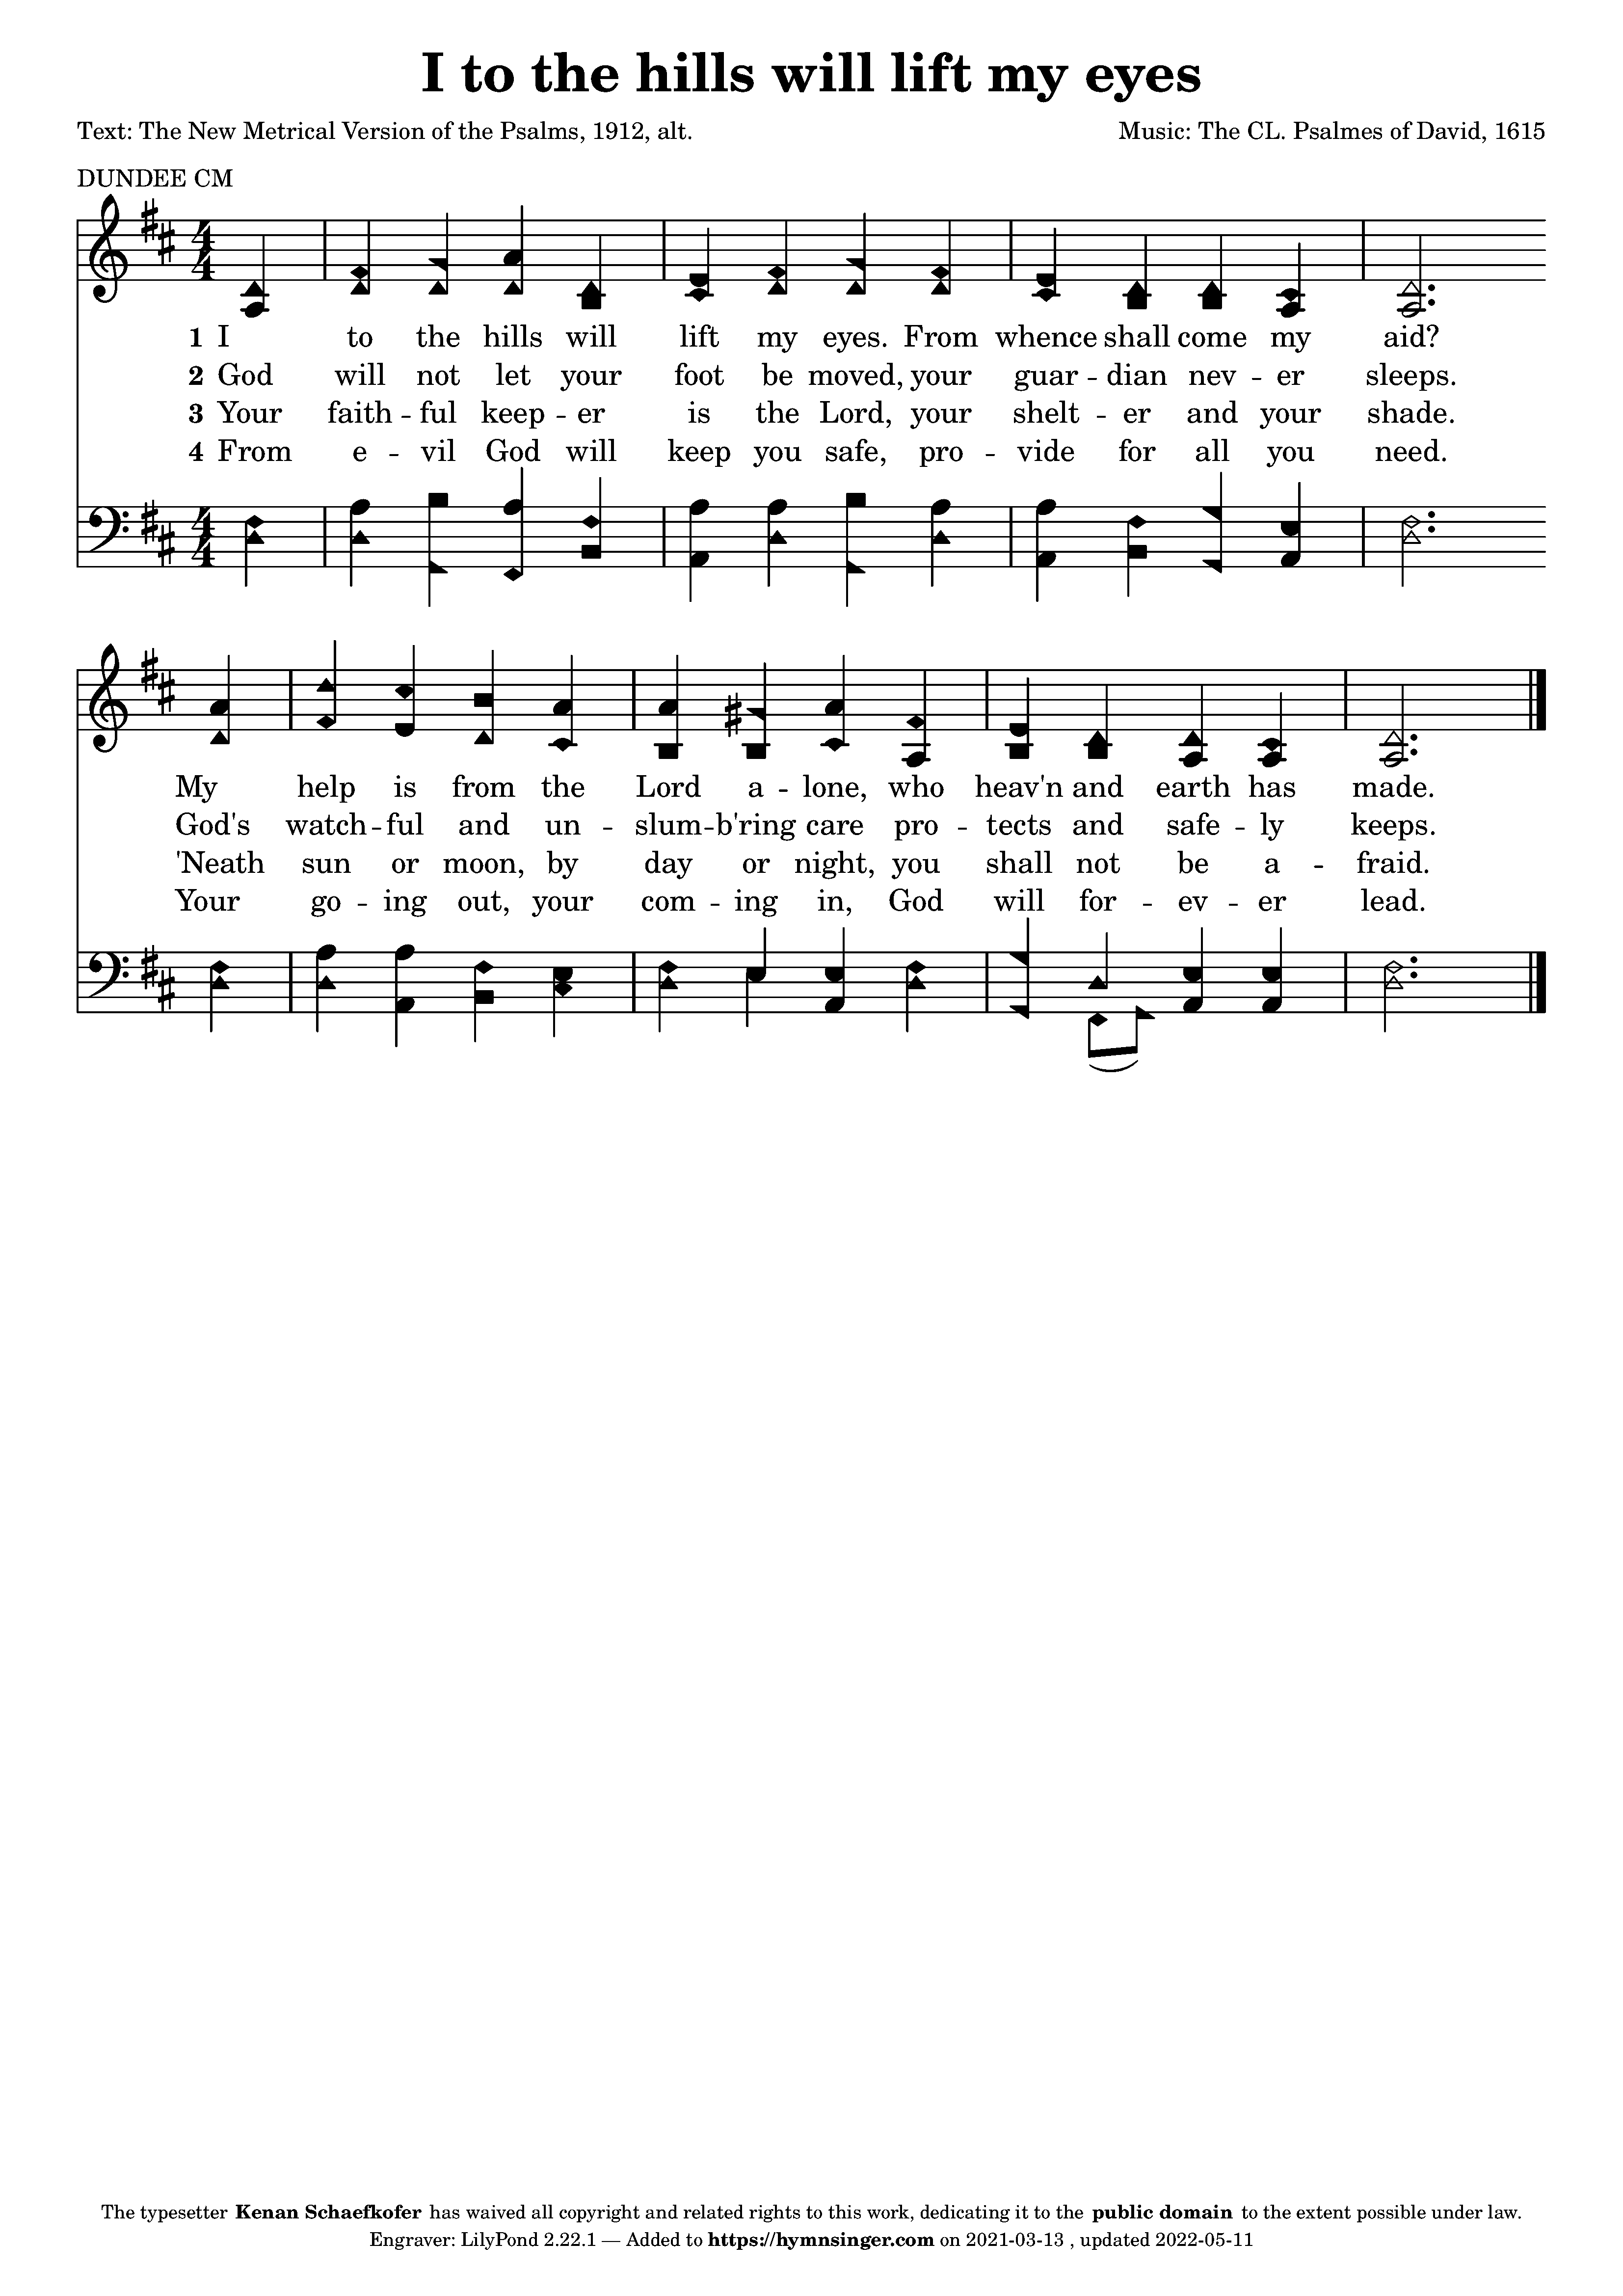 I to the hills will lift my eyes
Text: The New Metrical Version of the Psalms, 1912, alt.
Music: The CL. Psalmes of David, 1615
DUNDEE CM
4
4
1 I to the hills will lift my eyes. From whence shall come my aid?
2 God will not let your foot be moved, your guar -- dian nev -- er sleeps.
3 Your faith -- ful keep -- er is the Lord, your shelt -- er and your shade.
4 From e -- vil God will keep you safe, pro -- vide for all you need.
4
4
My help is from the Lord a -- lone, who heav'n and earth has made.
God's watch -- ful and un -- slum -- b'ring care pro -- tects and safe -- ly keeps.
'Neath sun or moon, by day or night, you shall not be a -- fraid.
Your go -- ing out, your com -- ing in, God will for -- ev -- er lead.
The typesetter Kenan Schaefkofer has waived all copyright and related rights to this work, dedicating it to the public domain to the extent possible under law.
Engraver: LilyPond 2.22.1 — Added to https://hymnsinger.com on 2021-03-13 , updated 2022-05-11